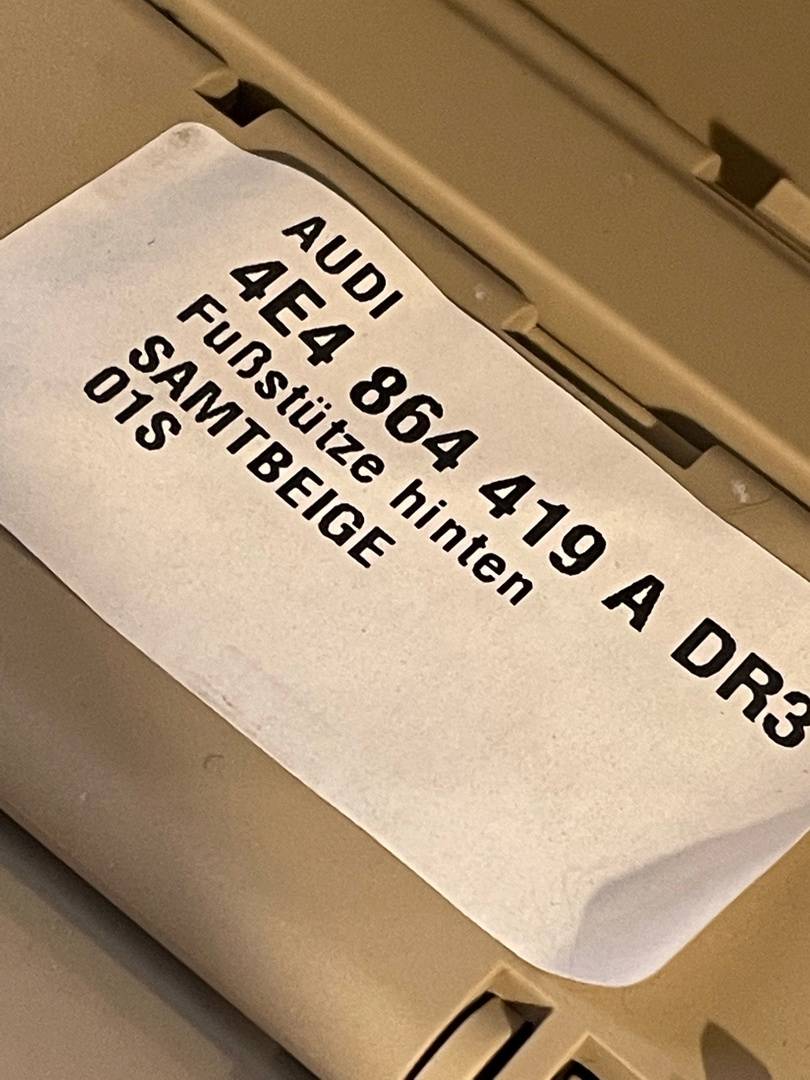 AUDI
4E4 864 419 A DR3
Fußstütze hinten
SAMTBEIGE
01S